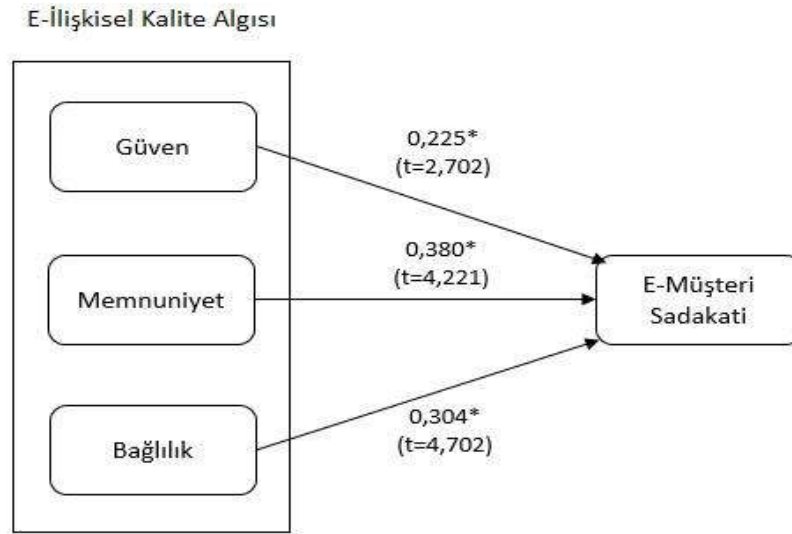 E-İlişkisel Kalite Algısı
Güven
0,225*
(t=2,702)
Memnuniyet
0,380*
(t=4,221)
E-Müşteri
Sadakati
Bağlılık
0,304*
(t=4,702)